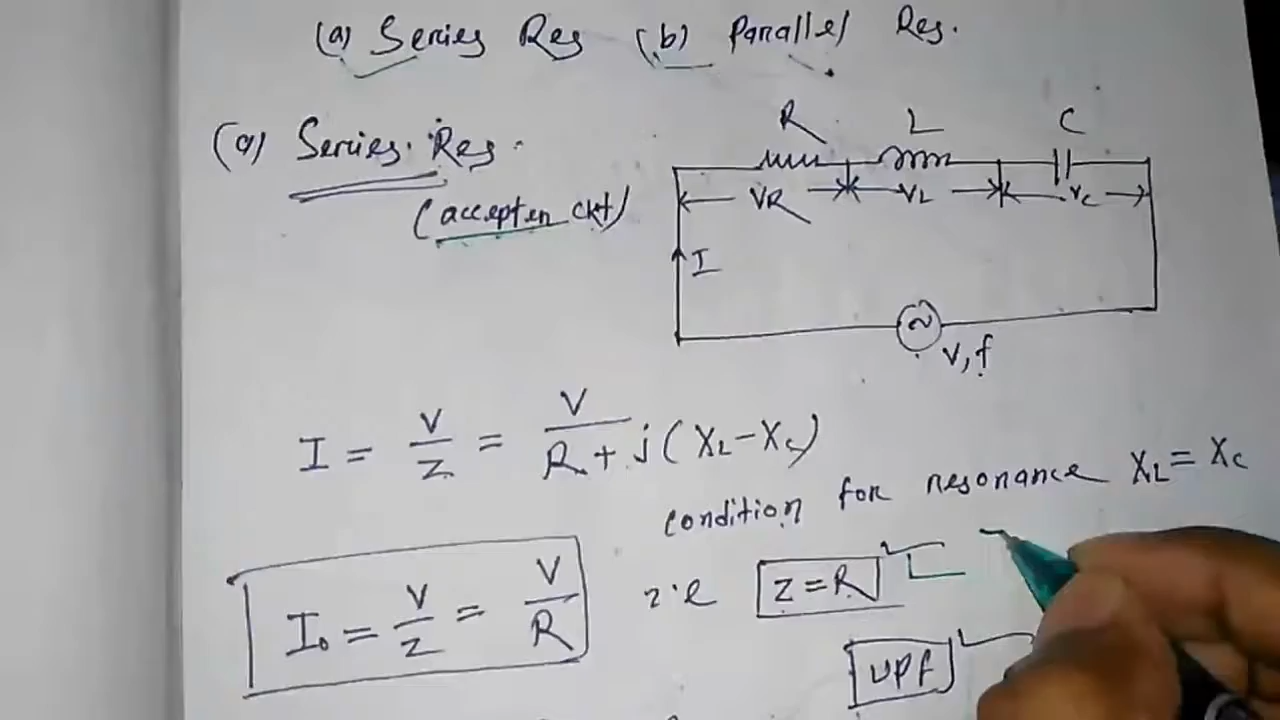 (a) Series Res (b) Parallel Res.
(a) Series. Res.
(accepter ckt)
R L C
VR VL VC
I
V, f
I = V/Z = V/R + j(XL - XC)
condition for resonance XL = XC
I₀ = V/Z = V/R
i.e Z = R
UPf